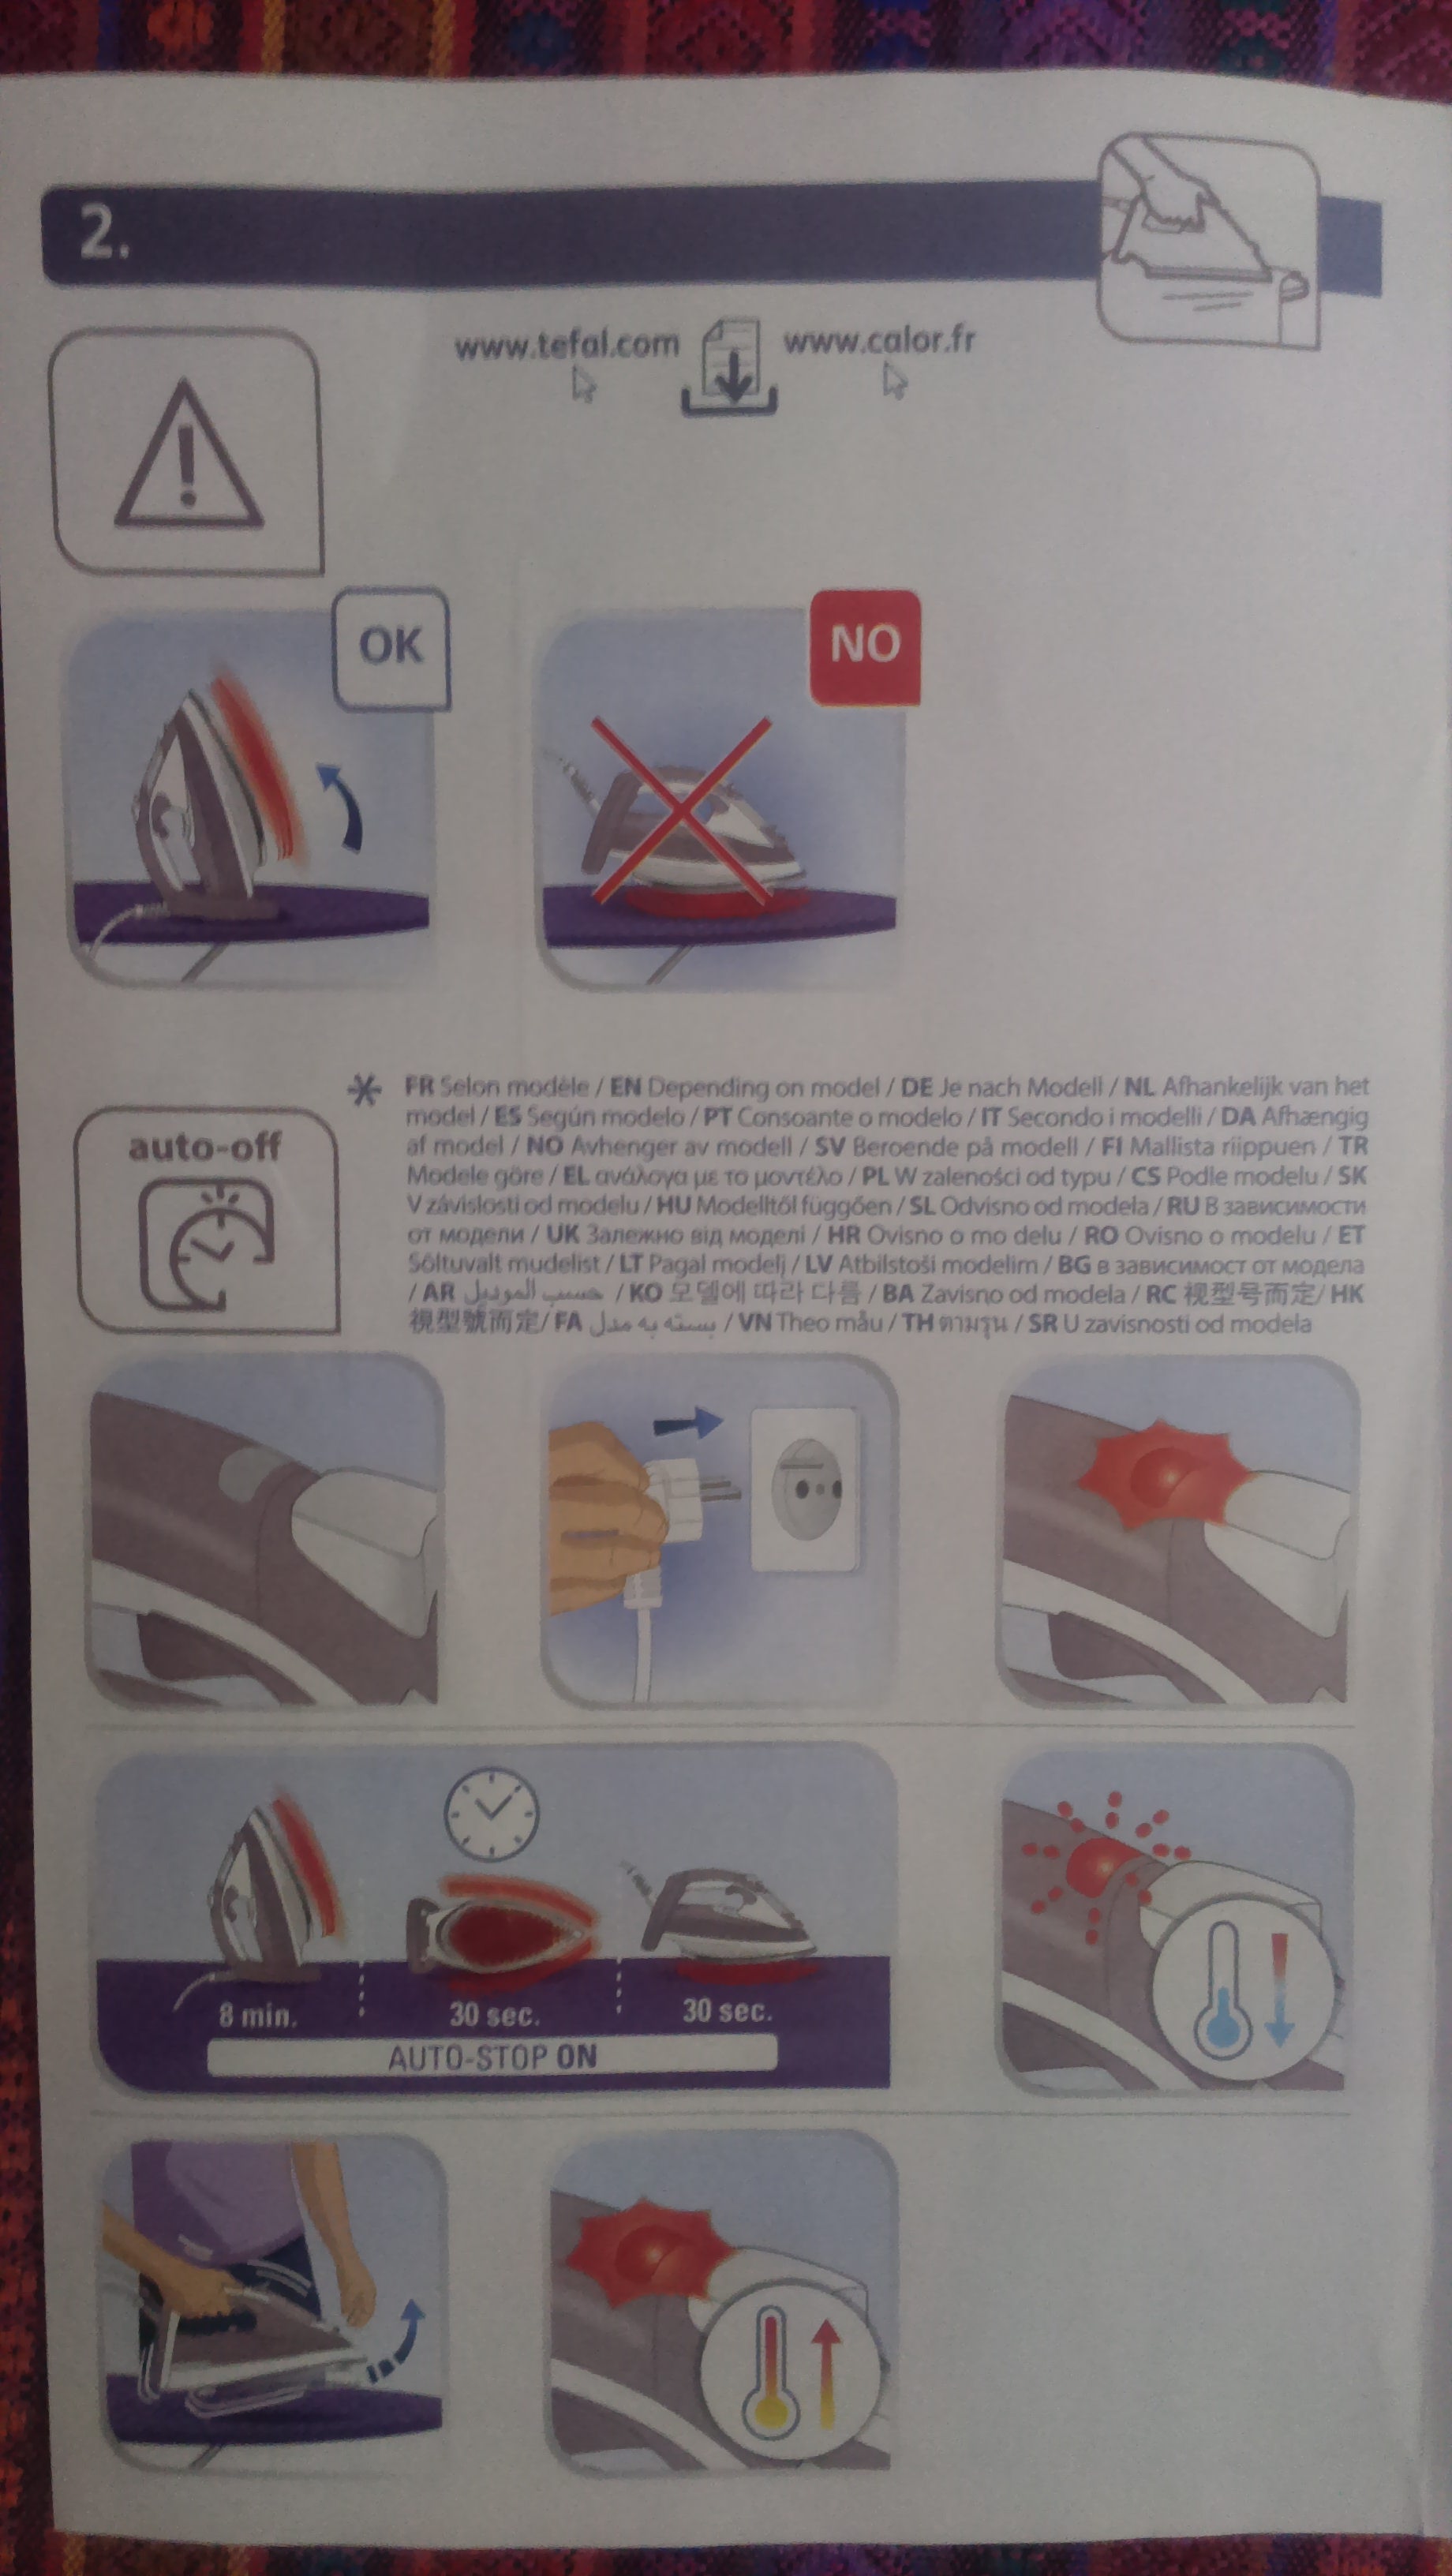 2.
www.tefal.com www.calor.fr
OK
NO
* FR Selon modèle / EN Depending on model / DE Je nach Modell / NL Afhankelijk van het
model / ES Según modelo / PT Consoante o modelo / IT Secondo i modelli / DA Afhængig
af model / NO Avhenger av modell / SV Beroende på modell / FI Mallista riippuen / TR
Modele göre / EL ανάλογα με το μοντέλο / PL W zaleności od typu / CS Podle modelu / SK
V závislosti od modelu / HU Modelltől függően / SL Odvisno od modela / RU В зависимости
от модели / UK Залежно від моделі / HR Ovisno o mo delu / RO Ovisno o modelu / ET
Sõltuvalt mudelist / LT Pagal modelį / LV Atbilstoši modelim / BG в зависимост от модела
/ AR حسب الموديل / KO 모델에 따라 다름 / BA Zavisno od modela / RC 视型号而定/ HK
視型號而定/ FA بسته به مدل / VN Theo mẫu / TH ตามรุ่น / SR U zavisnosti od modela
auto-off
8 min. 30 sec. 30 sec.
AUTO-STOP ON